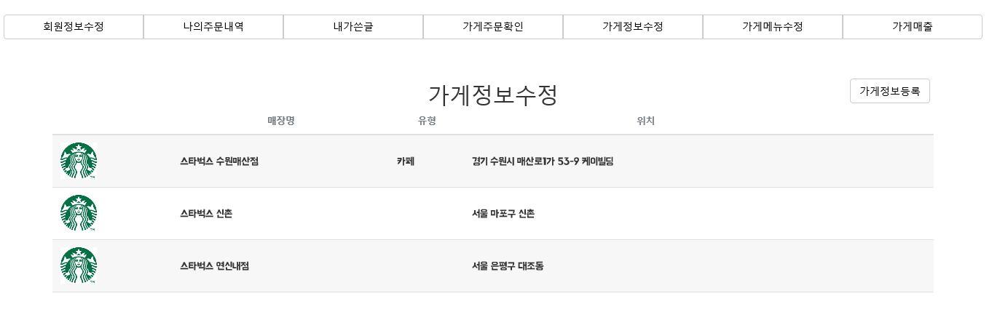 회원정보수정 나의주문내역 내가쓴글 가게주문확인 가게정보수정 가게메뉴수정 가게매출
가게정보수정
가게정보등록
매장명 유형 위치
스타벅스 수원매산점 카페 경기 수원시 매산로1가 53-9 케이빌딩
스타벅스 신촌 서울 마포구 신촌
스타벅스 연신내점 서울 은평구 대조동